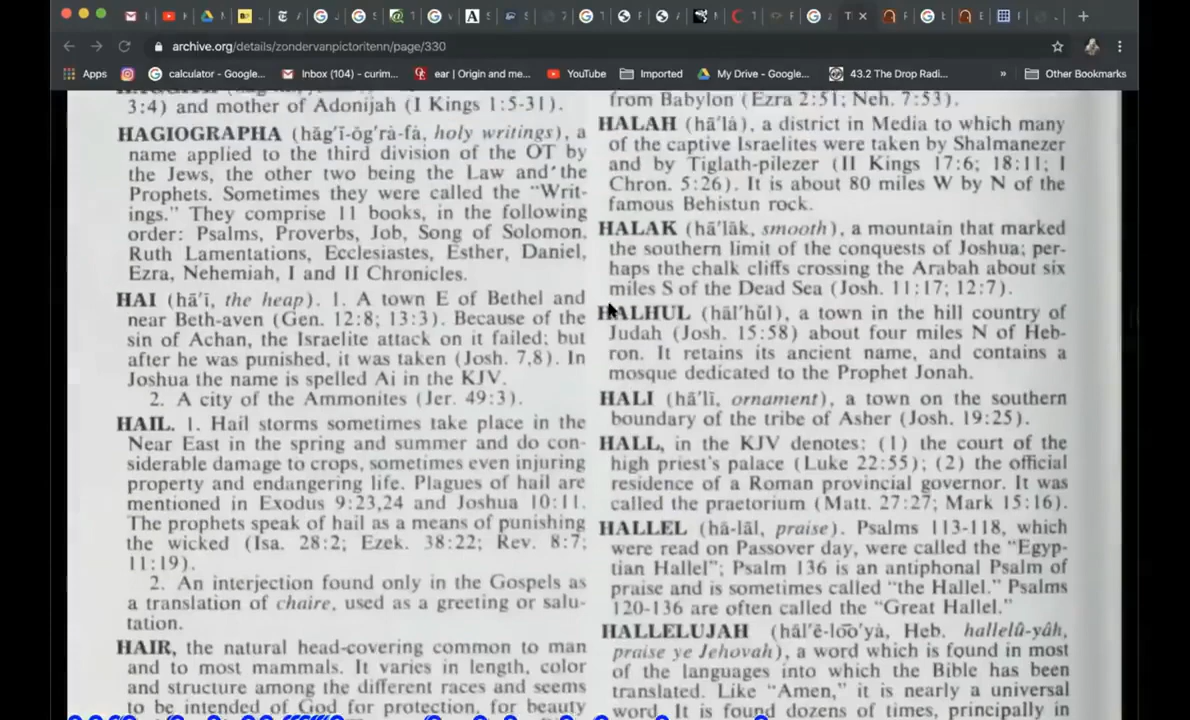 archive.org/details/zondervanpictoritenn/page/330
Apps
calculator - Google...
Inbox (104) - curim...
ear | Origin and me...
YouTube
Imported
My Drive - Google...
43.2 The Drop Radi...
»
Other Bookmarks
3:4) and mother of Adonijah (I Kings 1:5-31).
HAGIOGRAPHA (hăg'ĭ-ŏg'rȧ-fȧ, holy writings), a
name applied to the third division of the OT by
the Jews, the other two being the Law and the
Prophets. Sometimes they were called the “Writ-
ings.” They comprise 11 books, in the following
order: Psalms, Proverbs, Job, Song of Solomon,
Ruth Lamentations, Ecclesiastes, Esther, Daniel,
Ezra, Nehemiah, I and II Chronicles.
HAI (hā'ī, the heap). 1. A town E of Bethel and
near Beth-aven (Gen. 12:8; 13:3). Because of the
sin of Achan, the Israelite attack on it failed; but
after he was punished, it was taken (Josh. 7,8). In
Joshua the name is spelled Ai in the KJV.
2. A city of the Ammonites (Jer. 49:3).
HAIL. 1. Hail storms sometimes take place in the
Near East in the spring and summer and do con-
siderable damage to crops, sometimes even injuring
property and endangering life. Plagues of hail are
mentioned in Exodus 9:23,24 and Joshua 10:11.
The prophets speak of hail as a means of punishing
the wicked (Isa. 28:2; Ezek. 38:22; Rev. 8:7;
11:19).
2. An interjection found only in the Gospels as
a translation of chaire, used as a greeting or salu-
tation.
HAIR, the natural head-covering common to man
and to most mammals. It varies in length, color
and structure among the different races and seems
to be intended of God for protection, for beauty
from Babylon (Ezra 2:51; Neh. 7:53).
HALAH (hā'lȧ), a district in Media to which many
of the captive Israelites were taken by Shalmanezer
and by Tiglath-pilezer (II Kings 17:6; 18:11; I
Chron. 5:26). It is about 80 miles W by N of the
famous Behistun rock.
HALAK (hā'lăk, smooth), a mountain that marked
the southern limit of the conquests of Joshua; per-
haps the chalk cliffs crossing the Arabah about six
miles S of the Dead Sea (Josh. 11:17; 12:7).
HALHUL (hăl'hŭl), a town in the hill country of
Judah (Josh. 15:58) about four miles N of Heb-
ron. It retains its ancient name, and contains a
mosque dedicated to the Prophet Jonah.
HALI (hā'lī, ornament), a town on the southern
boundary of the tribe of Asher (Josh. 19:25).
HALL, in the KJV denotes: (1) the court of the
high priest's palace (Luke 22:55); (2) the official
residence of a Roman provincial governor. It was
called the praetorium (Matt. 27:27; Mark 15:16).
HALLEL (hă-lāl, praise). Psalms 113-118, which
were read on Passover day, were called the “Egyp-
tian Hallel”; Psalm 136 is an antiphonal Psalm of
praise and is sometimes called “the Hallel.” Psalms
120-136 are often called the “Great Hallel.”
HALLELUJAH (hăl'ĕ-lōō'yȧ, Heb. hallelû-yâh,
praise ye Jehovah), a word which is found in most
of the languages into which the Bible has been
translated. Like “Amen,” it is nearly a universal
word. It is found dozens of times, principally in